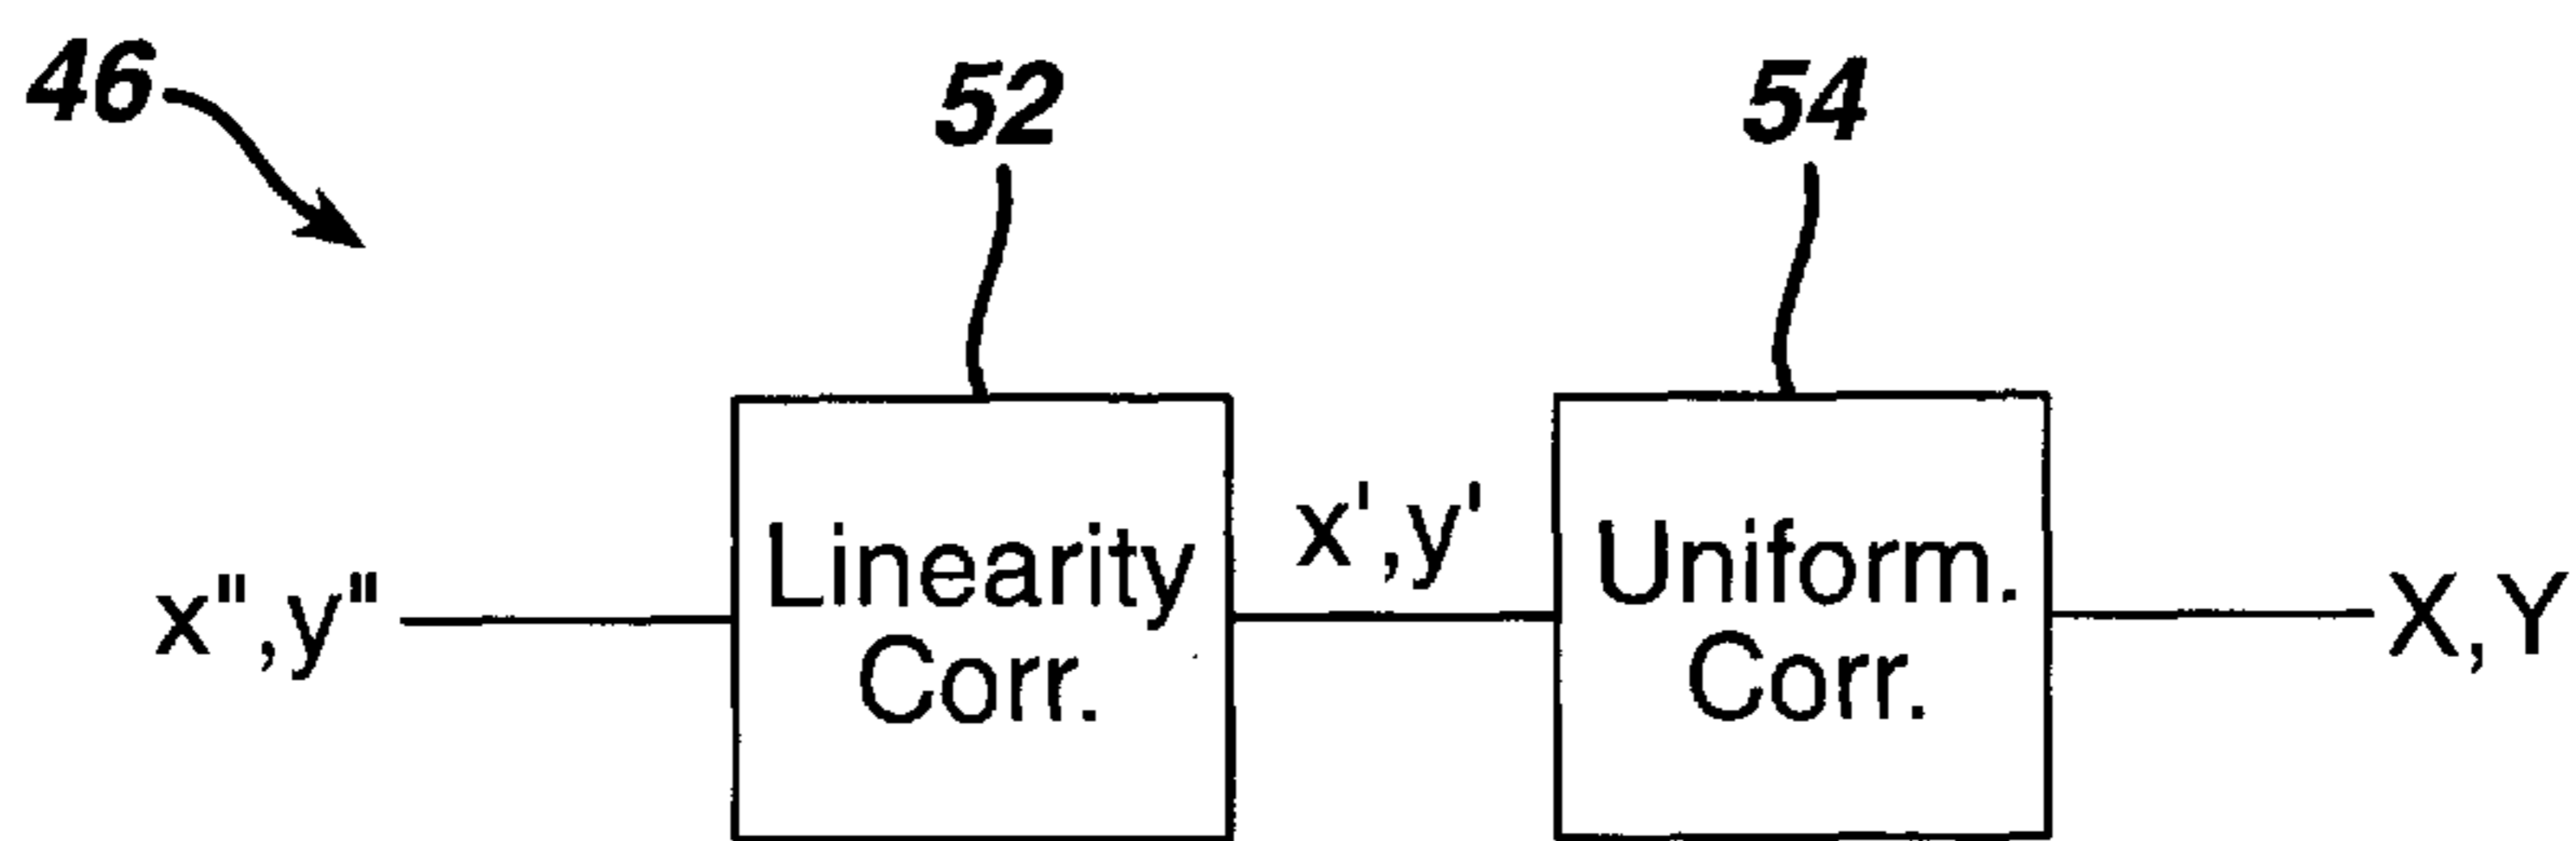 46
52
54
x'',y''
Linearity
Corr.
x',y'
Uniform.
Corr.
X,Y